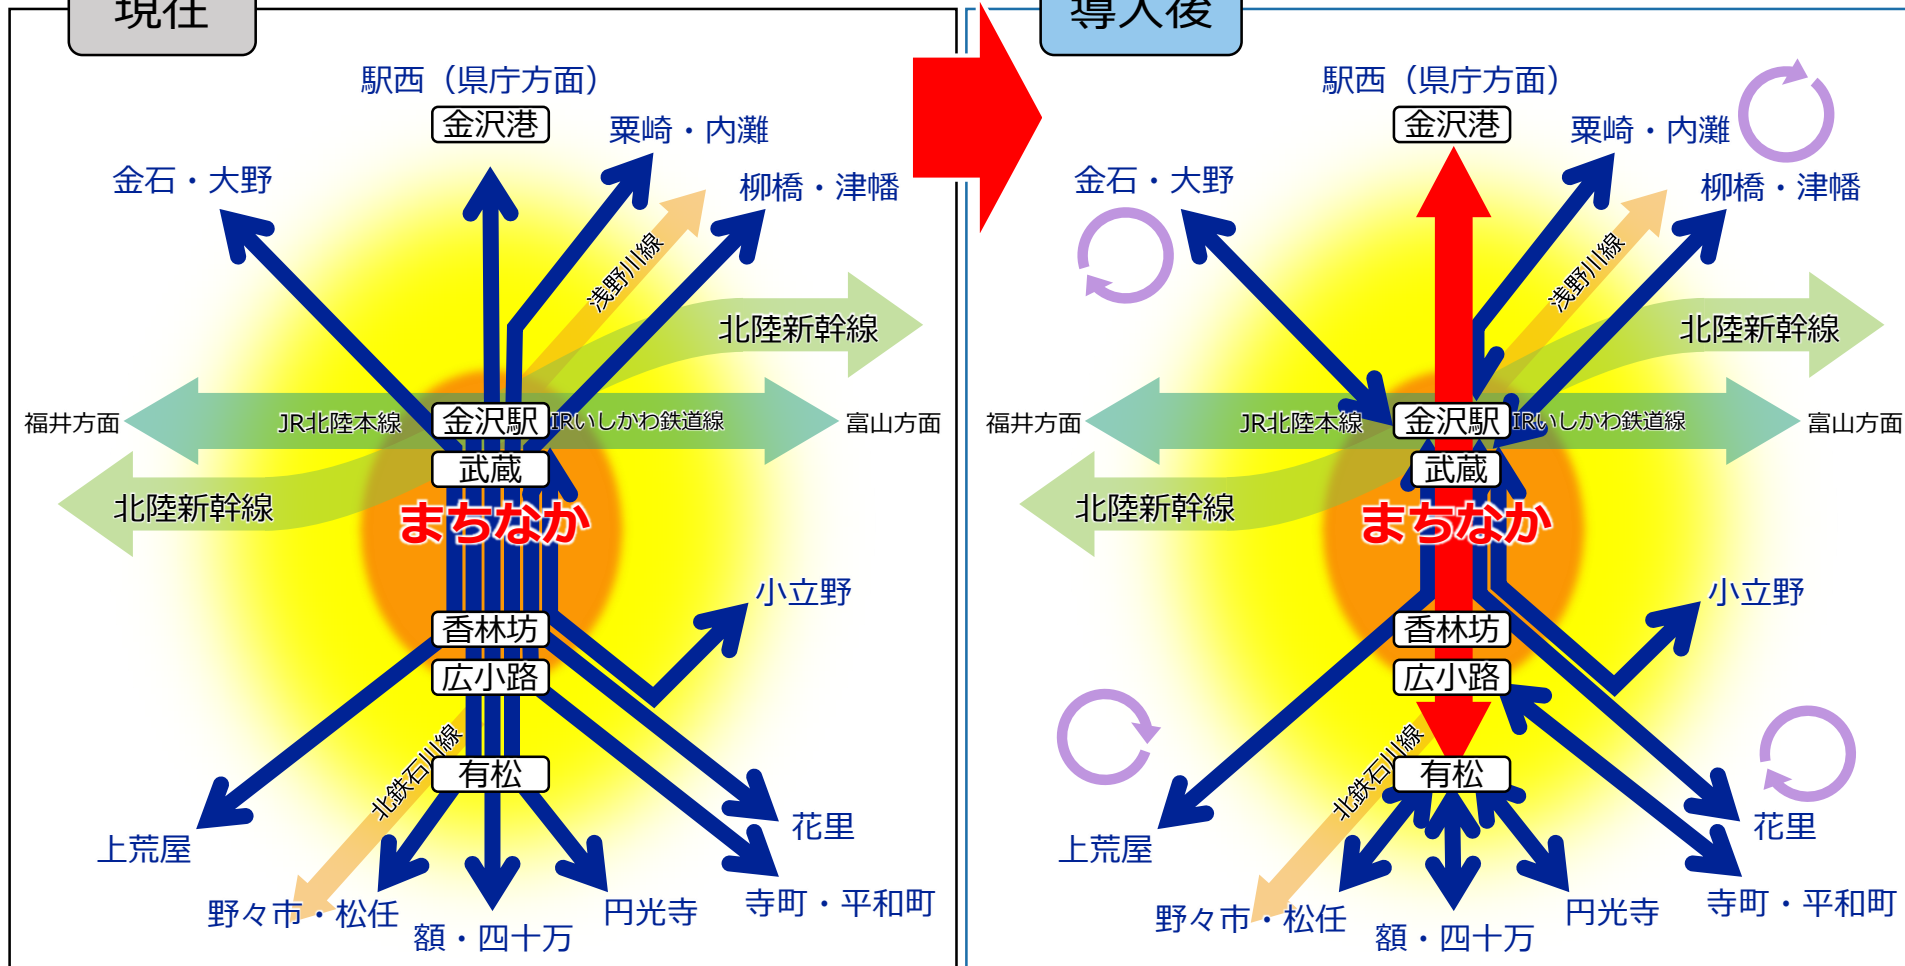 現在
駅西（県庁方面）
金沢港
粟崎・内灘
金石・大野
柳橋・津幡
浅野川線
北陸新幹線
福井方面
JR北陸本線
金沢駅
IRいしかわ鉄道線
富山方面
武蔵
北陸新幹線
まちなか
小立野
香林坊
広小路
北鉄石川線
有松
上荒屋
花里
野々市・松任
額・四十万
円光寺
寺町・平和町
導入後
駅西（県庁方面）
金沢港
粟崎・内灘
金石・大野
柳橋・津幡
浅野川線
北陸新幹線
福井方面
JR北陸本線
金沢駅
IRいしかわ鉄道線
富山方面
武蔵
北陸新幹線
まちなか
小立野
香林坊
広小路
北鉄石川線
有松
上荒屋
花里
野々市・松任
額・四十万
円光寺
寺町・平和町